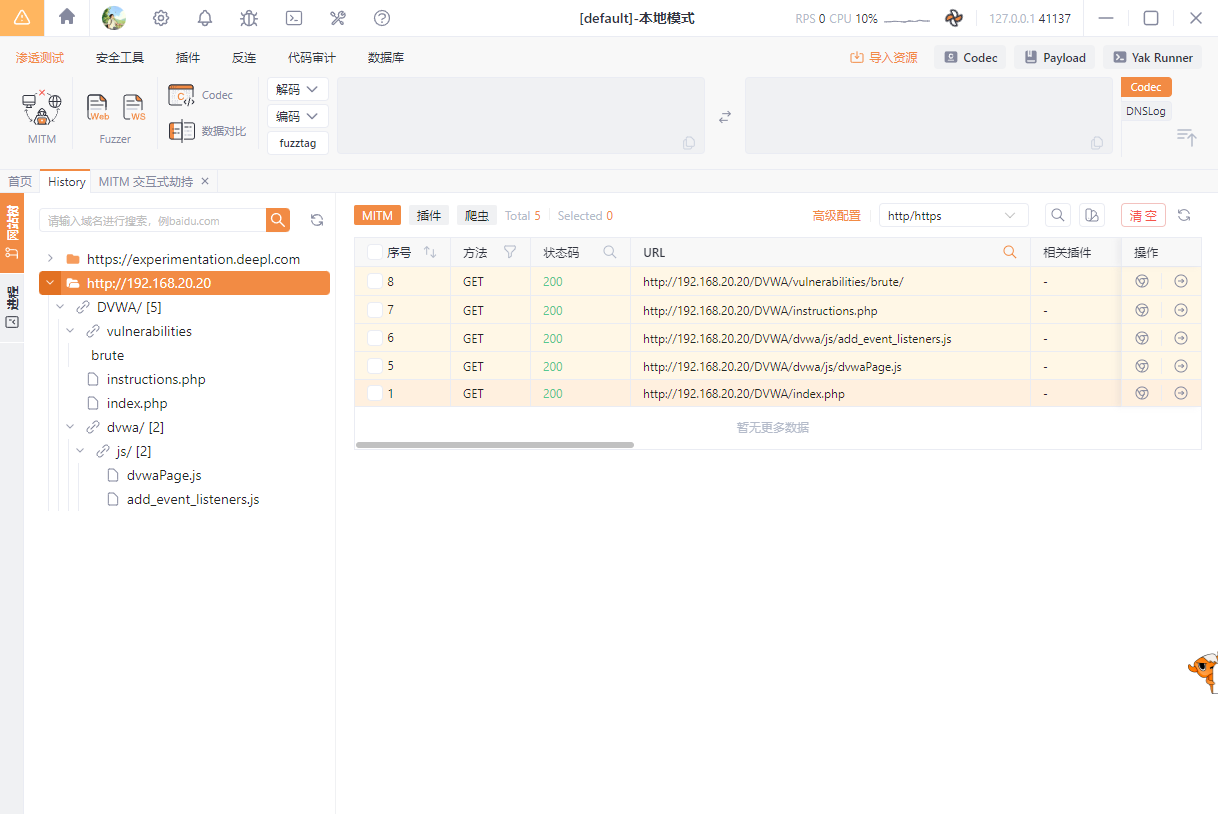 [default]-本地模式
RPS 0 CPU 10%
127.0.0.1 41137
渗透测试 安全工具 插件 反连 代码审计 数据库
导入资源 Codec Payload Yak Runner
MITM
Web WS
Fuzzer
Codec
数据对比
解码
编码
fuzztag
Codec
DNSLog
首页 History MITM 交互式劫持
网站树
进程
请输入域名进行搜索，例baidu.com
https://experimentation.deepl.com
http://192.168.20.20
DVWA/ [5]
vulnerabilities
brute
instructions.php
index.php
dvwa/ [2]
js/ [2]
dvwaPage.js
add_event_listeners.js
MITM 插件 爬虫 Total 5 Selected 0
高级配置 http/https 清 空
序号 方法 状态码 URL 相关插件 操作
8 GET 200 http://192.168.20.20/DVWA/vulnerabilities/brute/ -
7 GET 200 http://192.168.20.20/DVWA/instructions.php -
6 GET 200 http://192.168.20.20/DVWA/dvwa/js/add_event_listeners.js -
5 GET 200 http://192.168.20.20/DVWA/dvwa/js/dvwaPage.js -
1 GET 200 http://192.168.20.20/DVWA/index.php -
暂无更多数据